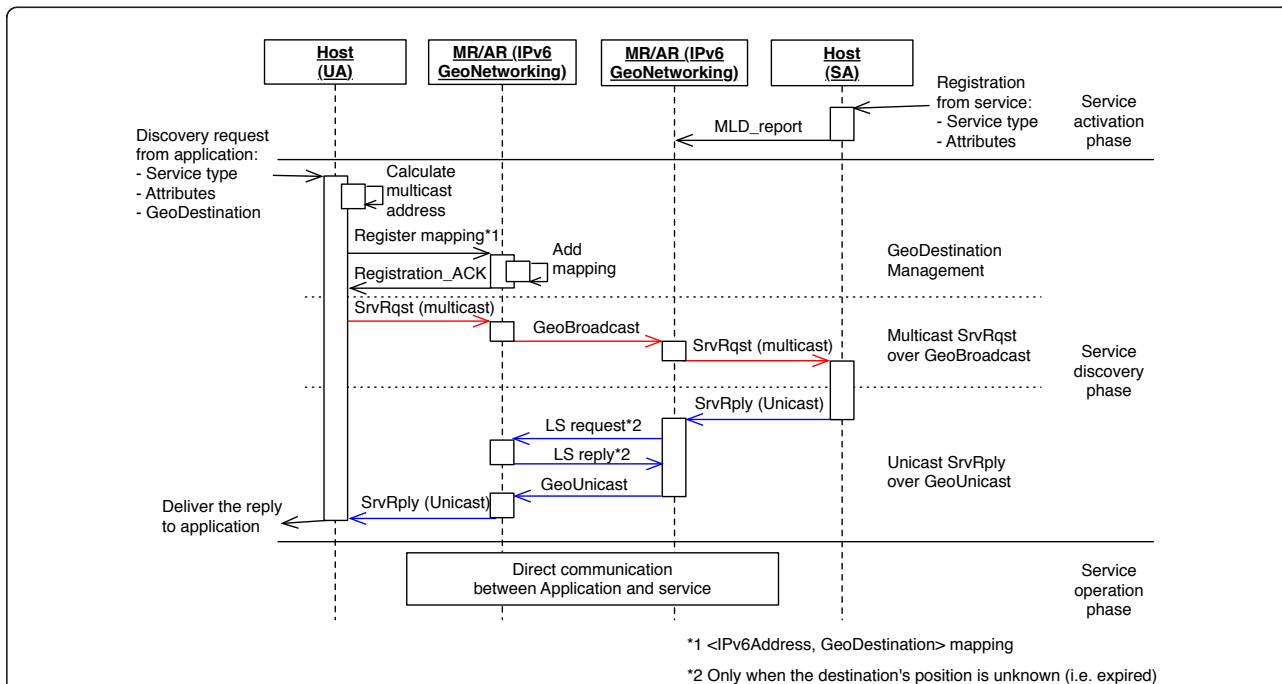 Host
(UA)
MR/AR (IPv6
GeoNetworking)
MR/AR (IPv6
GeoNetworking)
Host
(SA)
Registration
from service:
- Service type
- Attributes
Service
activation
phase
MLD_report
Discovery request
from application:
- Service type
- Attributes
- GeoDestination
Calculate
multicast
address
Register mapping*1
Add
mapping
Registration_ACK
GeoDestination
Management
SrvRqst (multicast)
GeoBroadcast
SrvRqst (multicast)
Multicast SrvRqst
over GeoBroadcast
Service
discovery
phase
SrvRply (Unicast)
LS request*2
LS reply*2
GeoUnicast
SrvRply (Unicast)
Unicast SrvRply
over GeoUnicast
Deliver the reply
to application
Direct communication
between Application and service
Service
operation
phase
*1 <IPv6Address, GeoDestination> mapping
*2 Only when the destination's position is unknown (i.e. expired)